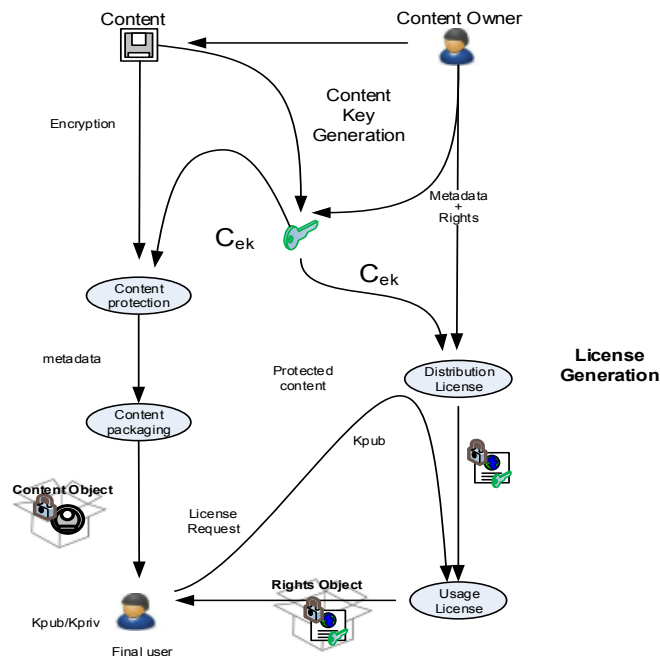 Content
Content Owner
Content
Key
Generation
Encryption
Metadata
+
Rights
Cek
Cek
Content
protection
metadata
Protected
content
Distribution
License
License
Generation
Content
packaging
Kpub
Content Object
License
Request
Rights Object
Usage
License
Kpub/Kpriv
Final user